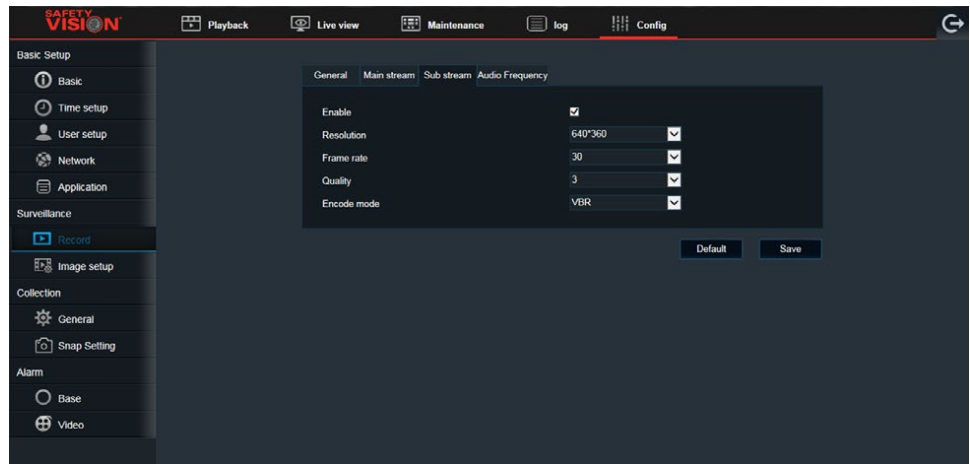 SAFETY
VISION
Playback Live view Maintenance log Config
Basic Setup
Basic
Time setup
User setup
Network
Application
Surveillance
Record
Image setup
Collection
General
Snap Setting
Alarm
Base
Video
General Main stream Sub stream Audio Frequency
Enable
Resolution 640*360
Frame rate 30
Quality 3
Encode mode VBR
Default Save